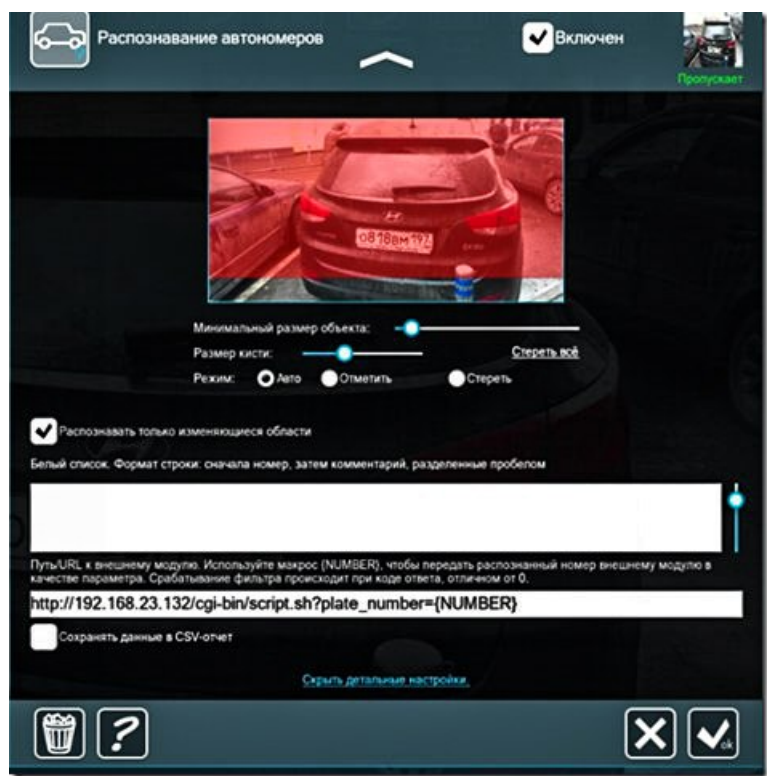 Распознавание автономеров
Включен
Пропускает
О818ВМ 197
Минимальный размер объекта:
Размер кисти:
Стереть всё
Режим: Авто Отметить Стереть
Распознавать только изменяющиеся области
Белый список. Формат строки: сначала номер, затем комментарий, разделенные пробелом
Путь/URL к внешнему модулю. Используйте макрос {NUMBER}, чтобы передать распознанный номер внешнему модулю в
качестве параметра. Срабатывание фильтра происходит при коде ответа, отличном от 0.
http://192.168.23.132/cgi-bin/script.sh?plate_number={NUMBER}
Сохранять данные в CSV-отчет
Скрыть детальные настройки
?
ok